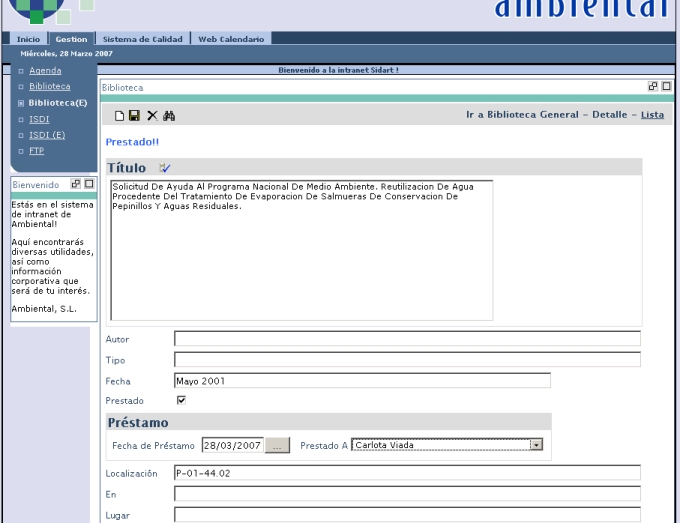 ambiental
Inicio Gestion Sistema de Calidad Web Calendario
Miércoles, 28 Marzo 2007
Bienvenido a la intranet Sidart !
Agenda
Biblioteca
Biblioteca(E)
ISDI
ISDI (E)
FTP
Bienvenido
Estás en el sistema
de intranet de
Ambiental!
Aquí encontrarás
diversas utilidades,
así como
información
corporativa que
será de tu interés.
Ambiental, S.L.
Biblioteca
Ir a Biblioteca General – Detalle – Lista
Prestado!!
Título
Solicitud De Ayuda Al Programa Nacional De Medio Ambiente. Reutilizacion De Agua
Procedente Del Tratamiento De Evaporacion De Salmueras De Conservacion De
Pepinillos Y Aguas Residuales.
Autor
Tipo
Fecha Mayo 2001
Prestado
Préstamo
Fecha de Préstamo 28/03/2007 ... Prestado A Carlota Viada
Localización P-01-44.02
En
Lugar